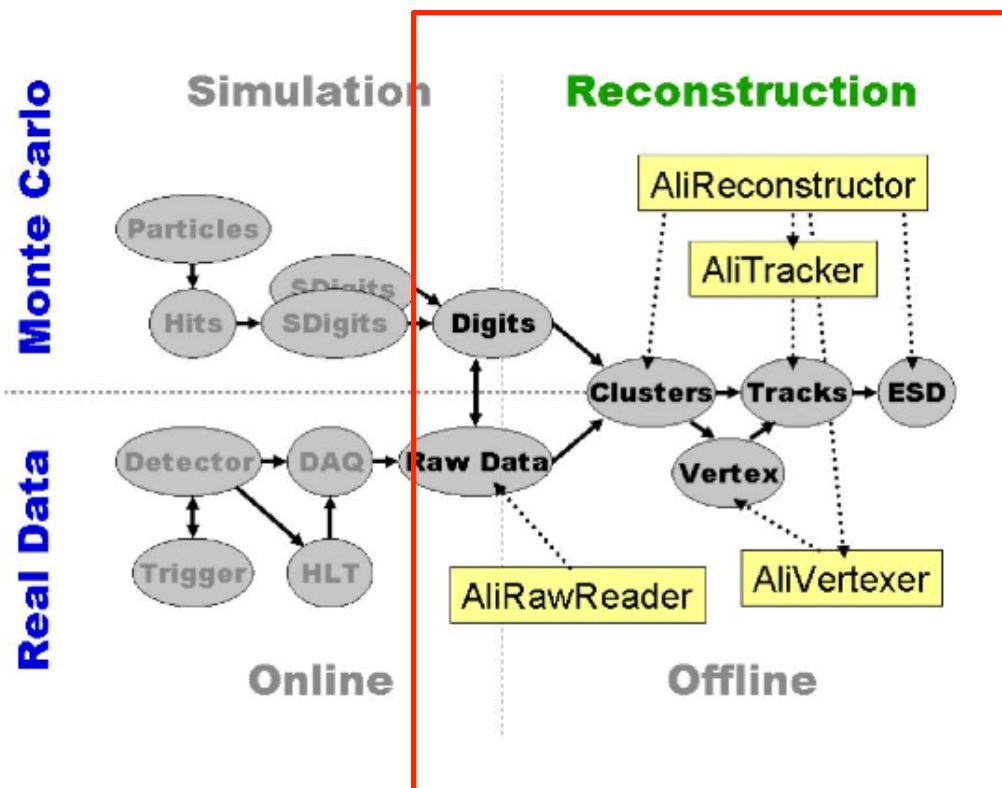 Simulation
Reconstruction
Monte Carlo
AliReconstructor
Particles
AliTracker
SDigits
Hits
SDigits
Digits
Clusters
Tracks
ESD
Detector
DAQ
Raw Data
Vertex
Real Data
Trigger
HLT
AliRawReader
AliVertexer
Online
Offline